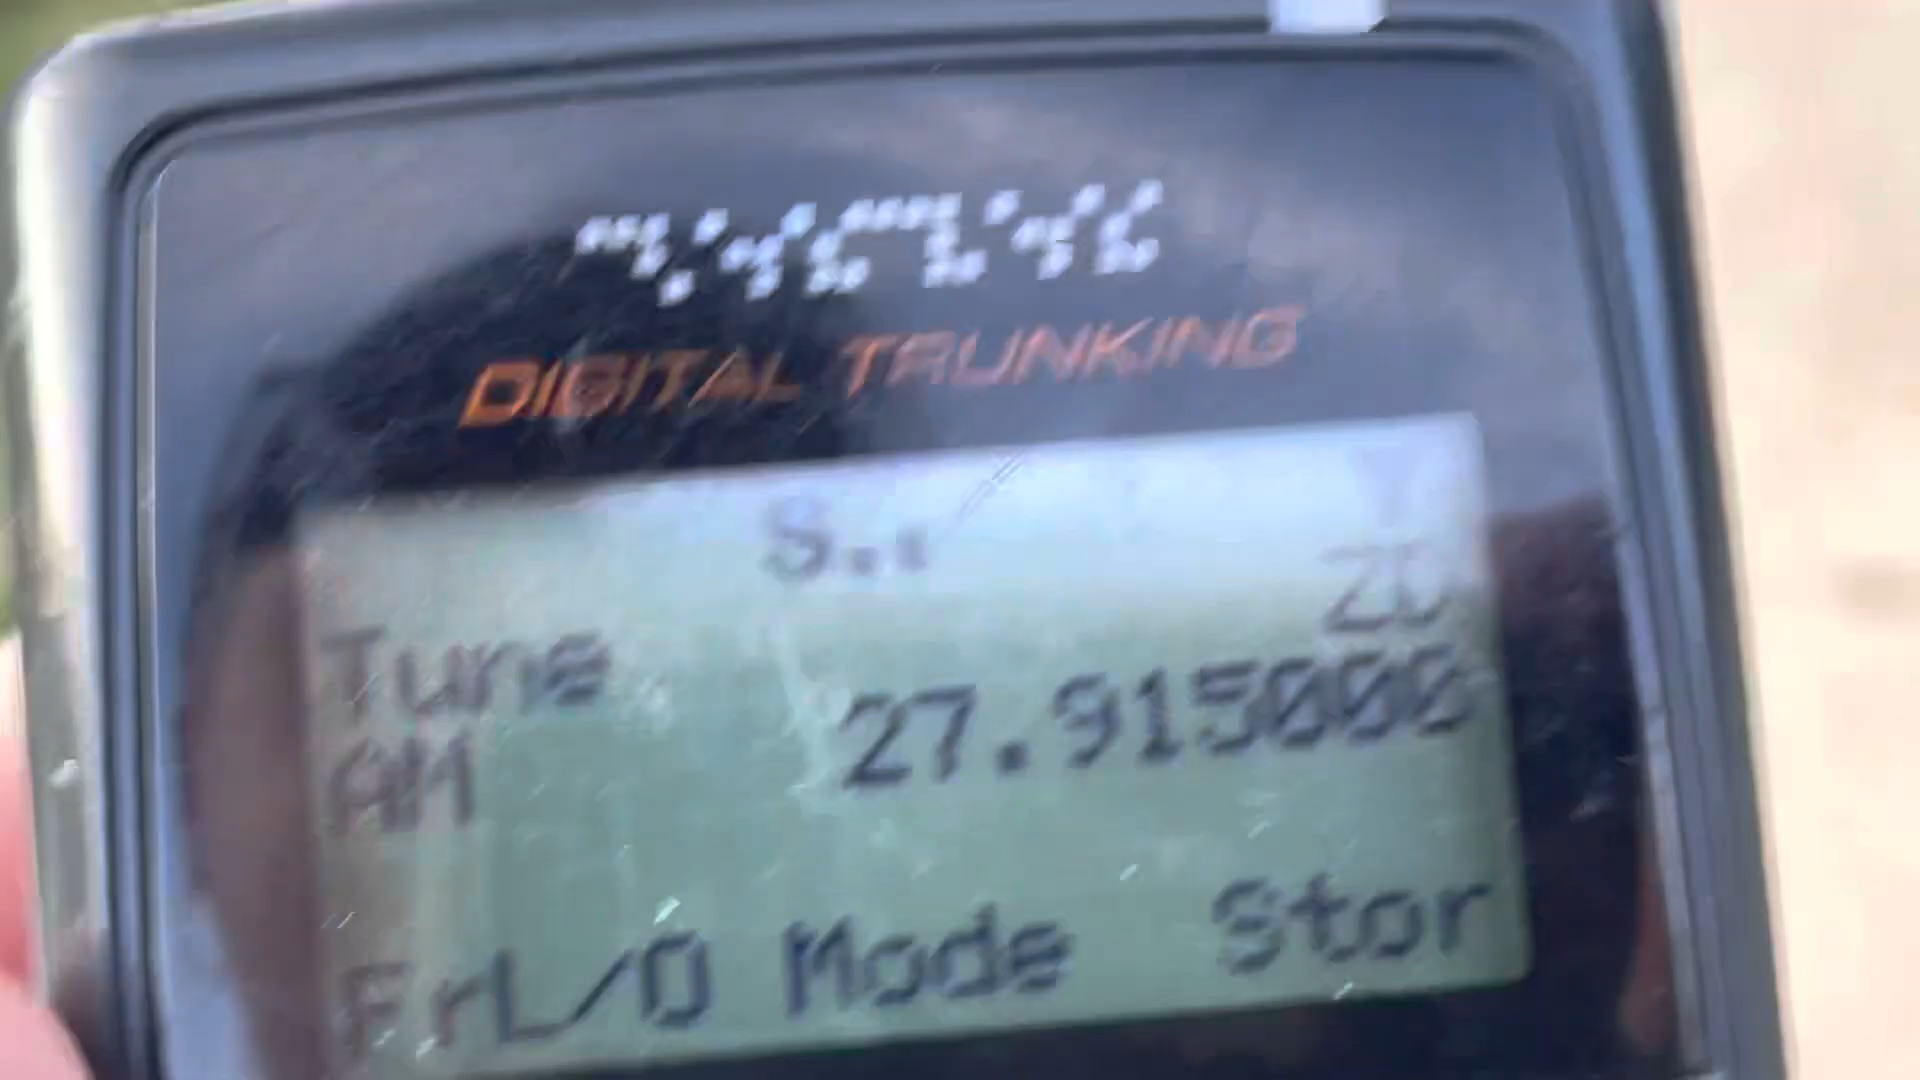 DIGITAL TRUNKING
S
Tune
AM 27.915000
FrL/O Mode Stor